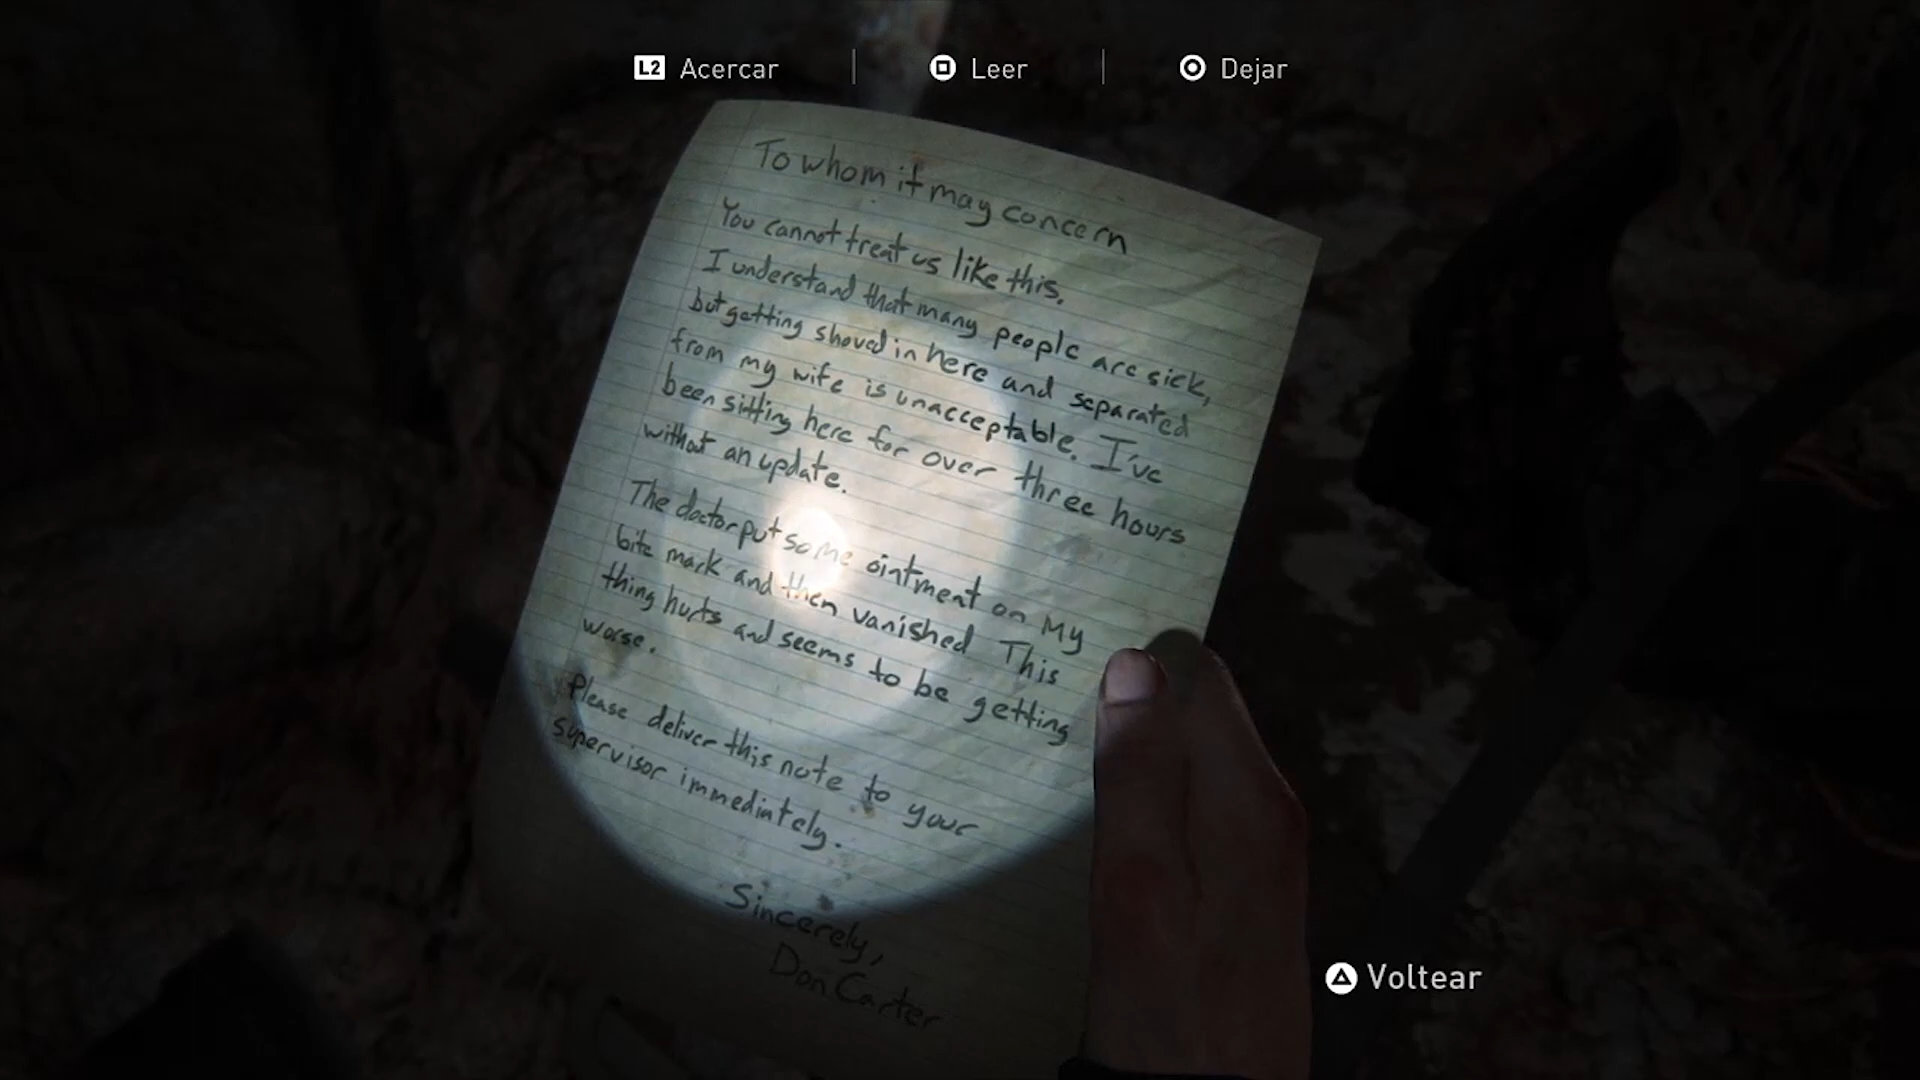 L2 Acercar
Leer
Dejar
To whom it may concern
You cannot treat us like this.
I understand that many people are sick,
but getting shoved in here and separated
from my wife is unacceptable. I've
been sitting here for over three hours
without an update.
The doctor put some ointment on my
bite mark and then vanished This
thing hurts and seems to be getting
worse.
Please deliver this note to your
supervisor immediately.
Sincerely,
Don Carter
Voltear